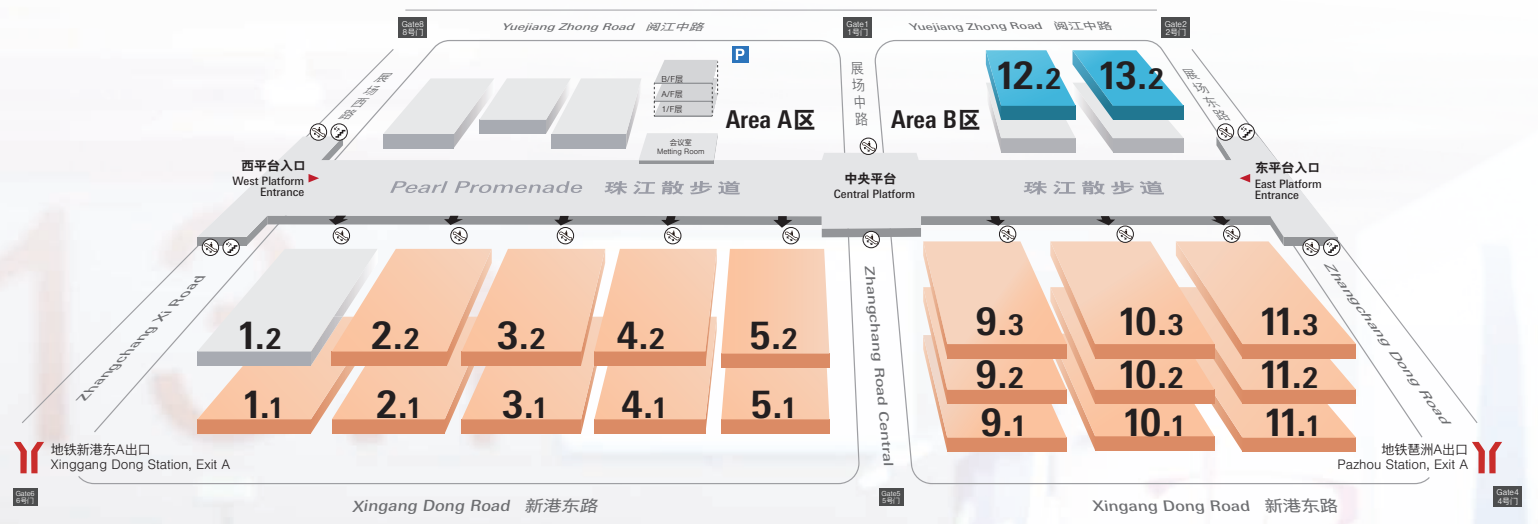 Gate8
8号门
Yuejiang Zhong Road 阅江中路
Gate1
1号门
Yuejiang Zhong Road 阅江中路
Gate2
2号门
P
B/F层
A/F层
1/F层
会议室
Metting Room
Area A区
展场中路
Area B区
12.2
13.2
展场西路
展场东路
西平台入口
West Platform
Entrance
Pearl Promenade 珠江散步道
中央平台
Central Platform
珠江散步道
东平台入口
East Platform
Entrance
Zhangchang Xi Road
1.2
2.2
3.2
4.2
5.2
1.1
2.1
3.1
4.1
5.1
Zhangchang Road Central
9.3
10.3
11.3
9.2
10.2
11.2
9.1
10.1
11.1
Zhangchang Dong Road
地铁新港东A出口
Xinggang Dong Station, Exit A
地铁琶洲A出口
Pazhou Station, Exit A
Gate6
6号门
Xingang Dong Road 新港东路
Gate5
5号门
Xingang Dong Road 新港东路
Gate4
4号门